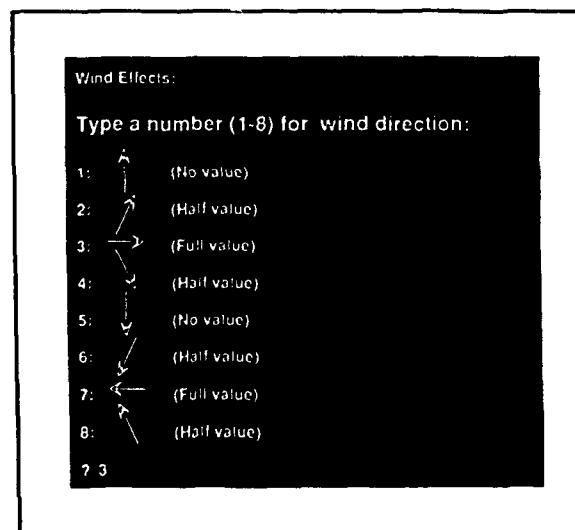 Wind Effects:
Type a number (1-8) for wind direction:
1: (No value)
2: (Half value)
3: (Full value)
4: (Half value)
5: (No value)
6: (Half value)
7: (Full value)
8: (Half value)
? 3